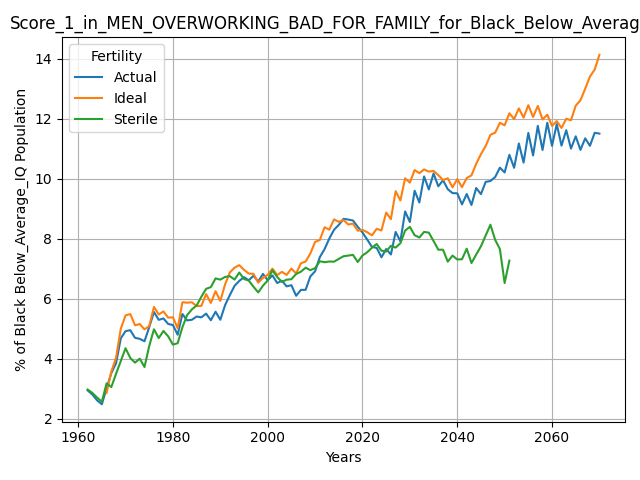 Score_1_in_MEN_OVERWORKING_BAD_FOR_FAMILY_for_Black_Below_Averag
Fertility
Actual
Ideal
Sterile
% of Black Below_Average_IQ Population
14
12
10
8
6
4
2
1960 1980 2000 2020 2040 2060
Years